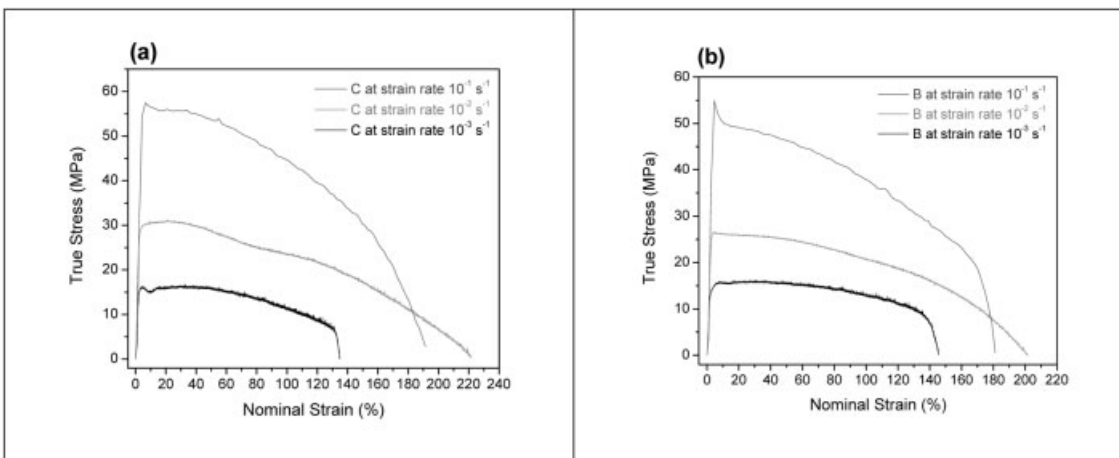 (a)
C at strain rate 10⁻¹ s⁻¹
C at strain rate 10⁻² s⁻¹
C at strain rate 10⁻³ s⁻¹
True Stress (MPa)
60
50
40
30
20
10
0
0 20 40 60 80 100 120 140 160 180 200 220 240
Nominal Strain (%)
(b)
B at strain rate 10⁻¹ s⁻¹
B at strain rate 10⁻² s⁻¹
B at strain rate 10⁻³ s⁻¹
True Stress (MPa)
60
50
40
30
20
10
0
0 20 40 60 80 100 120 140 160 180 200 220
Nominal Strain (%)